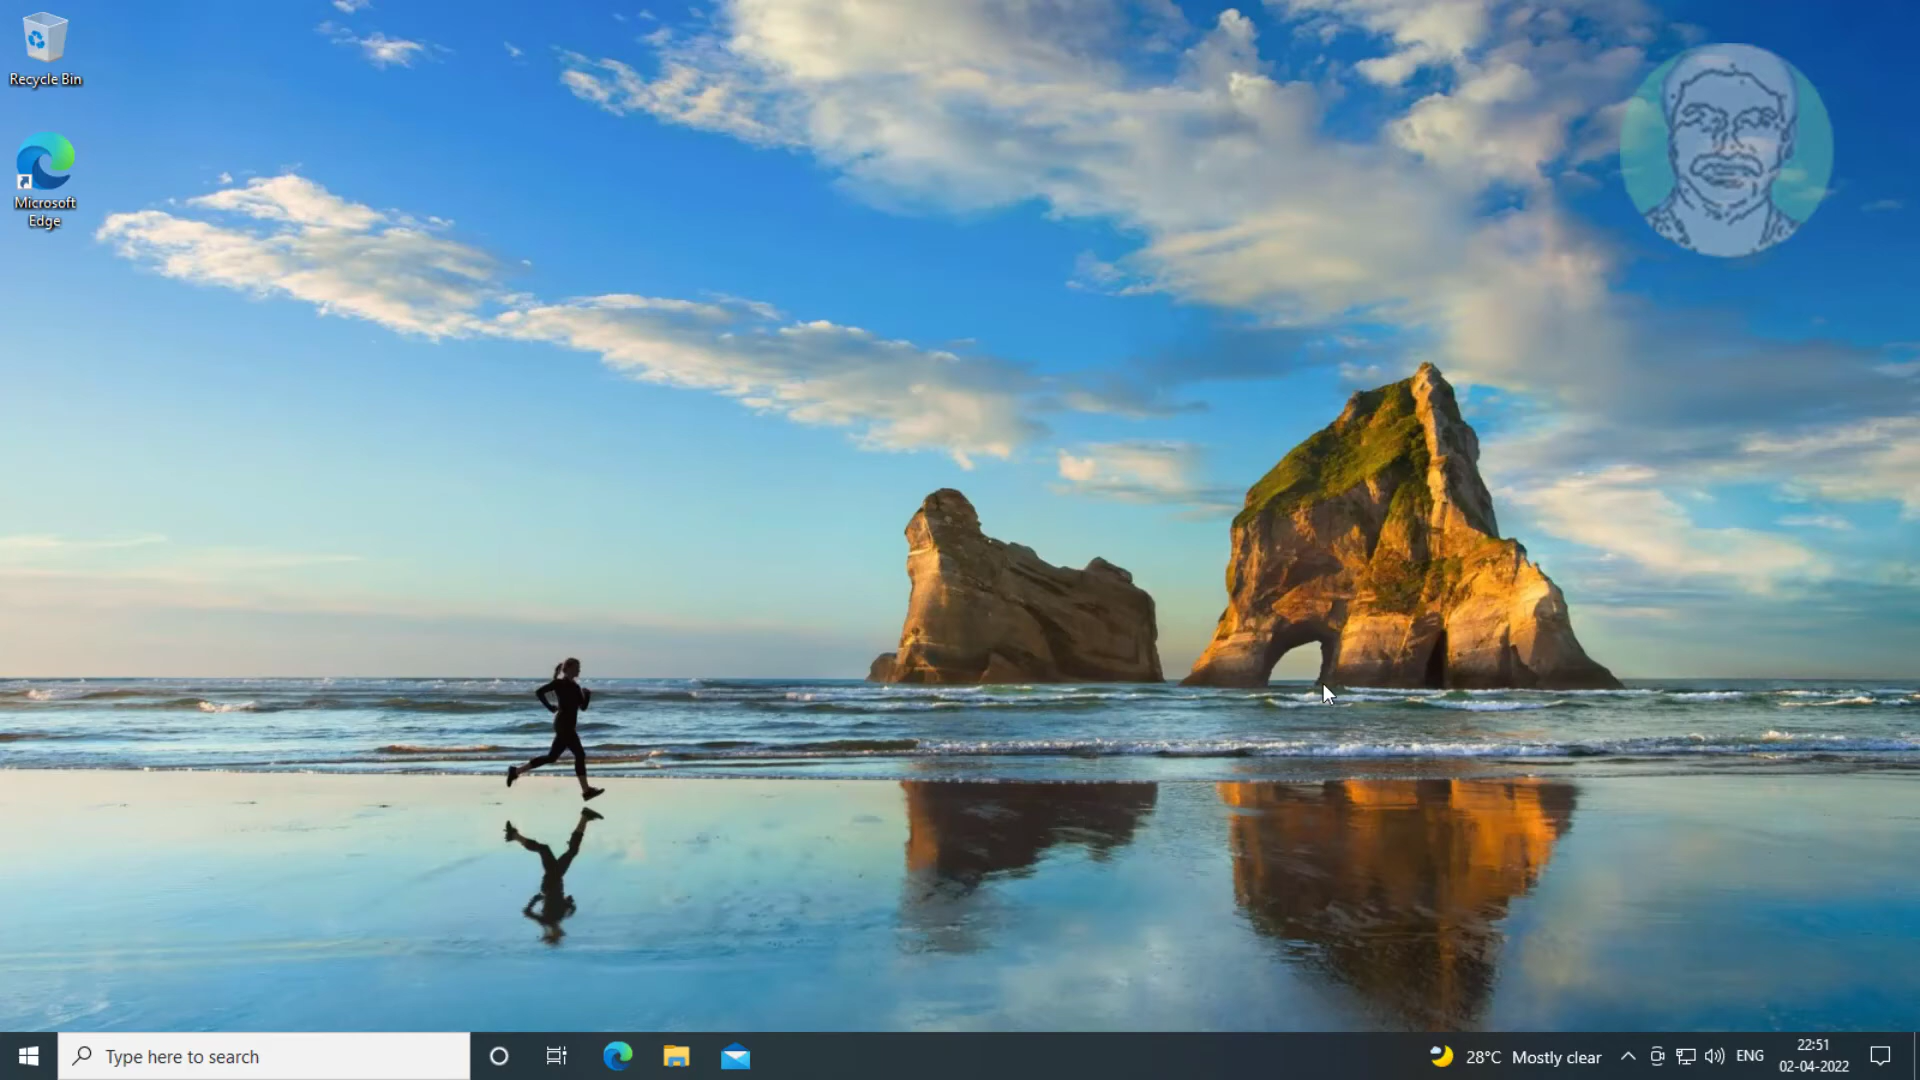 Recycle Bin
Microsoft
Edge
Type here to search
28°C Mostly clear
ENG
22:51
02-04-2022